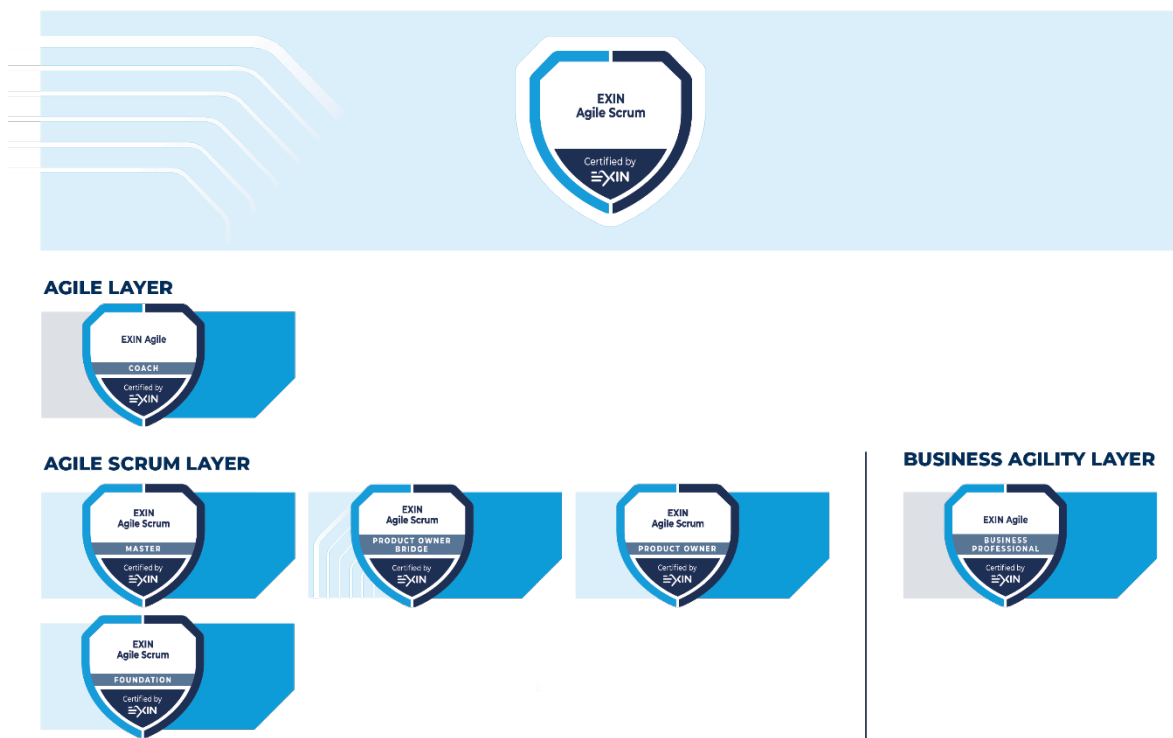 EXIN
Agile Scrum
Certified by
EXIN
AGILE LAYER
EXIN Agile
COACH
Certified by
EXIN
AGILE SCRUM LAYER
EXIN
Agile Scrum
MASTER
Certified by
EXIN
EXIN
Agile Scrum
PRODUCT OWNER
BRIDGE
Certified by
EXIN
EXIN
Agile Scrum
PRODUCT OWNER
Certified by
EXIN
EXIN
Agile Scrum
FOUNDATION
Certified by
EXIN
BUSINESS AGILITY LAYER
EXIN Agile
BUSINESS
PROFESSIONAL
Certified by
EXIN